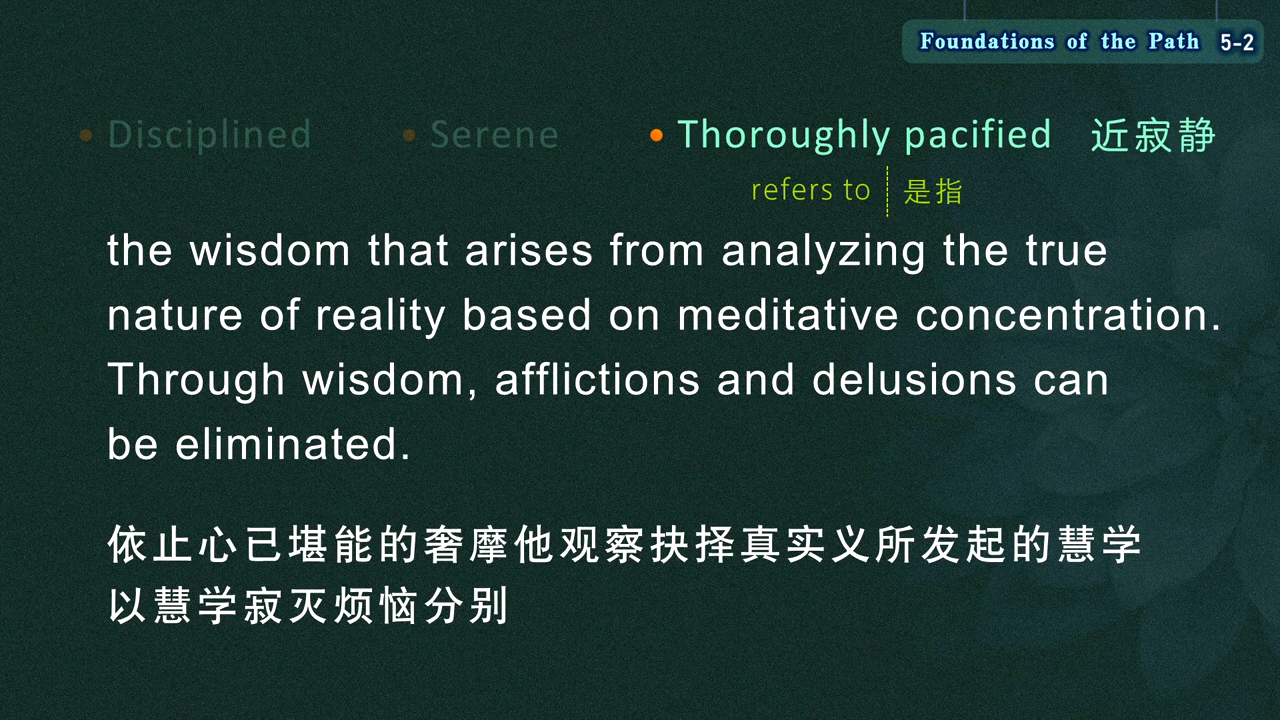 Foundations of the Path 5-2
• Disciplined • Serene • Thoroughly pacified 近寂静
refers to 是指
the wisdom that arises from analyzing the true
nature of reality based on meditative concentration.
Through wisdom, afflictions and delusions can
be eliminated.
依止心已堪能的奢摩他观察抉择真实义所发起的慧学
以慧学寂灭烦恼分别